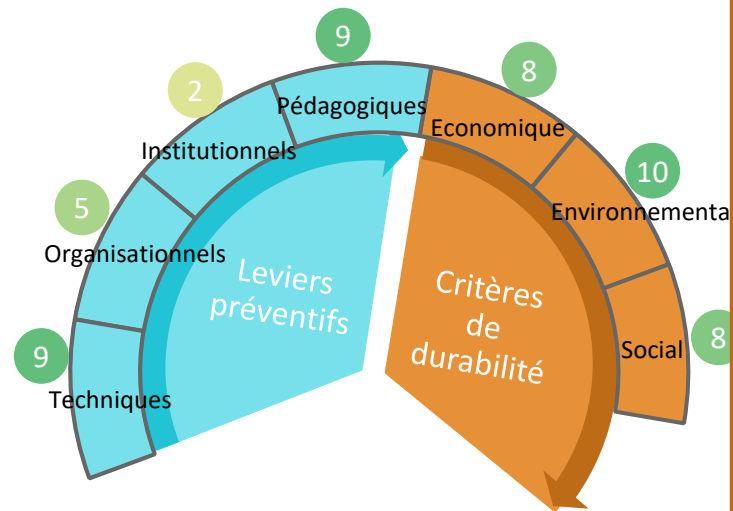 9
8
2
Pédagogiques
Economique
Institutionnels
10
5
Environnementa
Organisationnels
Leviers
préventifs
Critères
de
durabilité
9
Techniques
Social
8